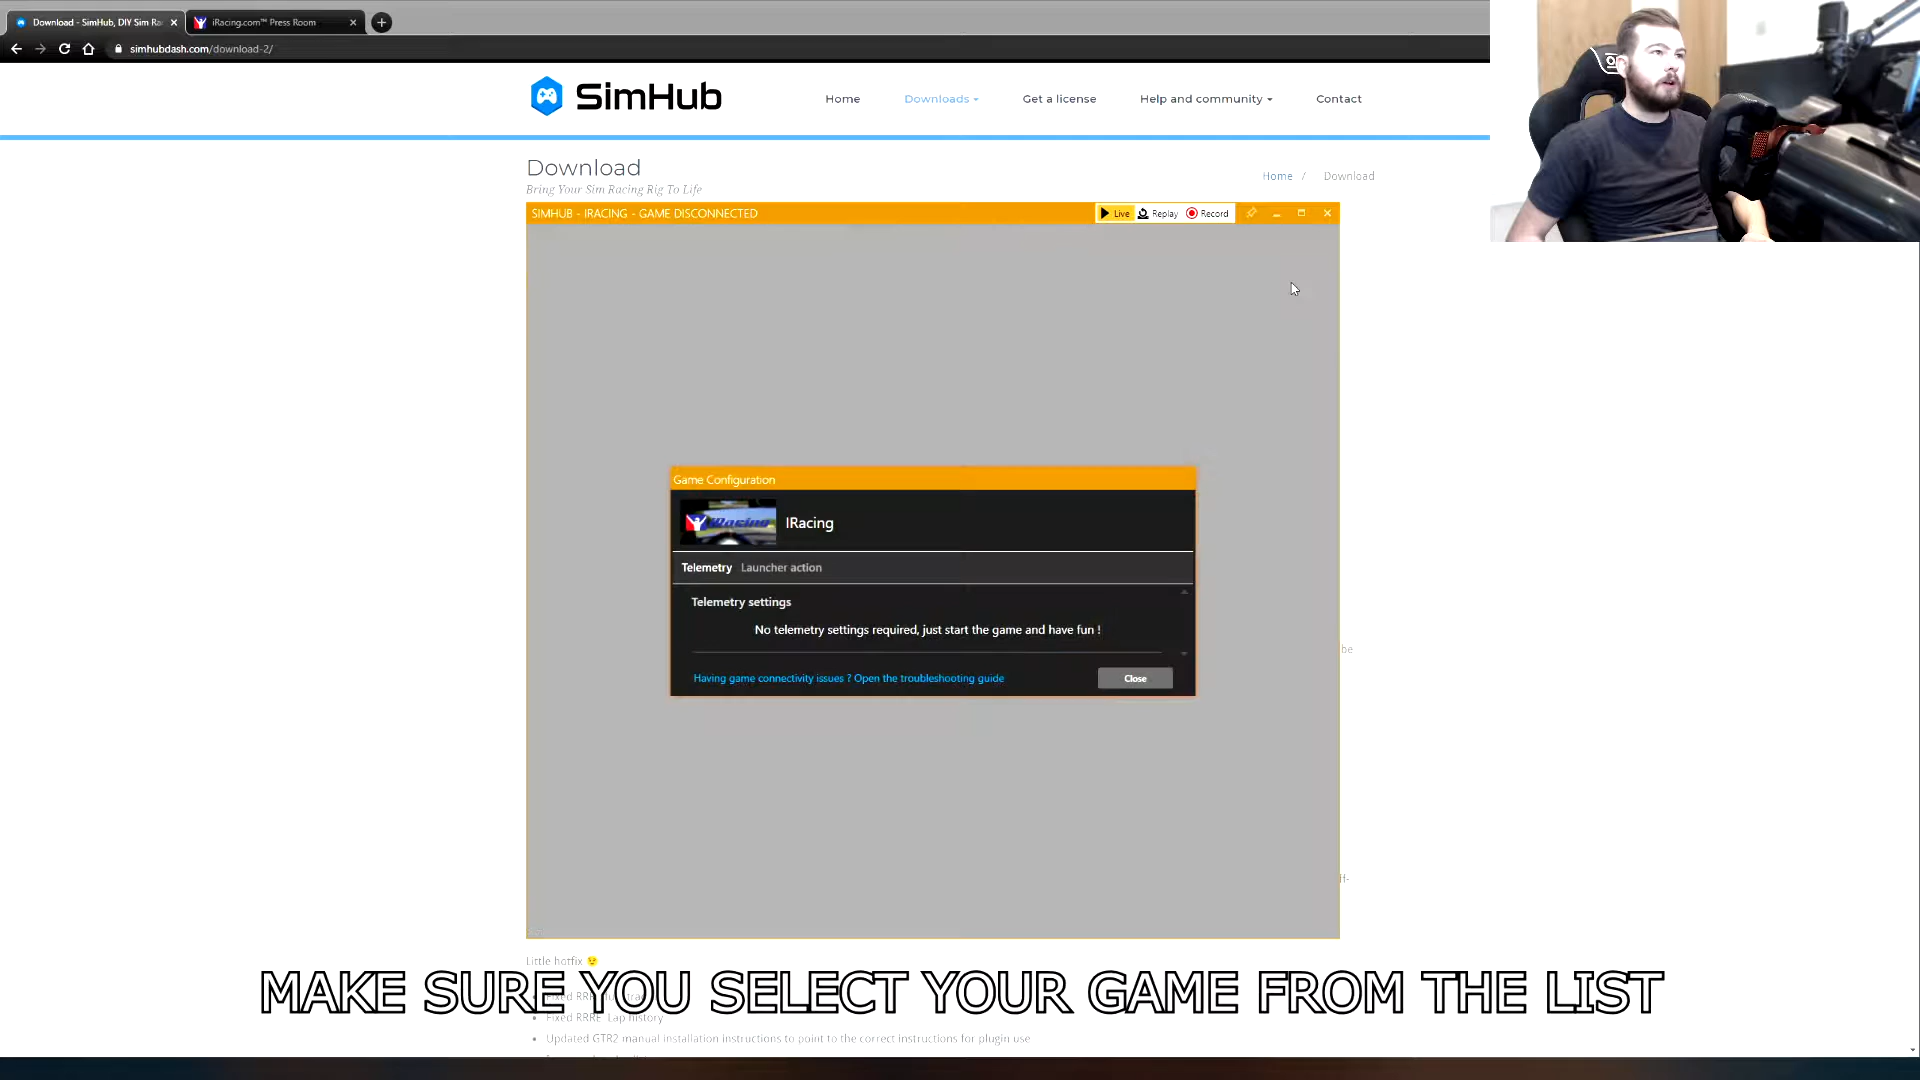 Download - SimHub, DIY Sim Ra
iRacing.com™ Press Room
simhubdash.com/download-2/
SimHub
Home
Downloads
Get a license
Help and community
Contact
Download
Bring Your Sim Racing Rig To Life
Home / Download
SIMHUB - IRACING - GAME DISCONNECTED
Live
Replay
Record
Game Configuration
iRacing
IRacing
Telemetry
Launcher action
Telemetry settings
No telemetry settings required, just start the game and have fun !
be
Having game connectivity issues ? Open the troubleshooting guide
Close
Little hotfix
MAKE SURE YOU SELECT YOUR GAME FROM THE LIST
Fixed RRRE Lap history
Updated GTR2 manual installation instructions to point to the correct instructions for plugin use